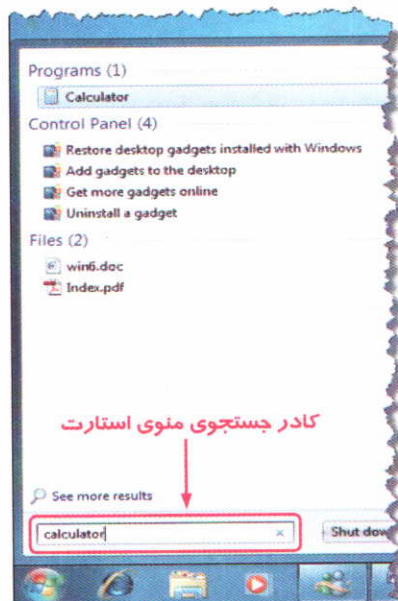 Programs (1)
Calculator
Control Panel (4)
Restore desktop gadgets installed with Windows
Add gadgets to the desktop
Get more gadgets online
Uninstall a gadget
Files (2)
win6.doc
Index.pdf
کادر جستجوی منوی استارت
See more results
calculator
Shut dow